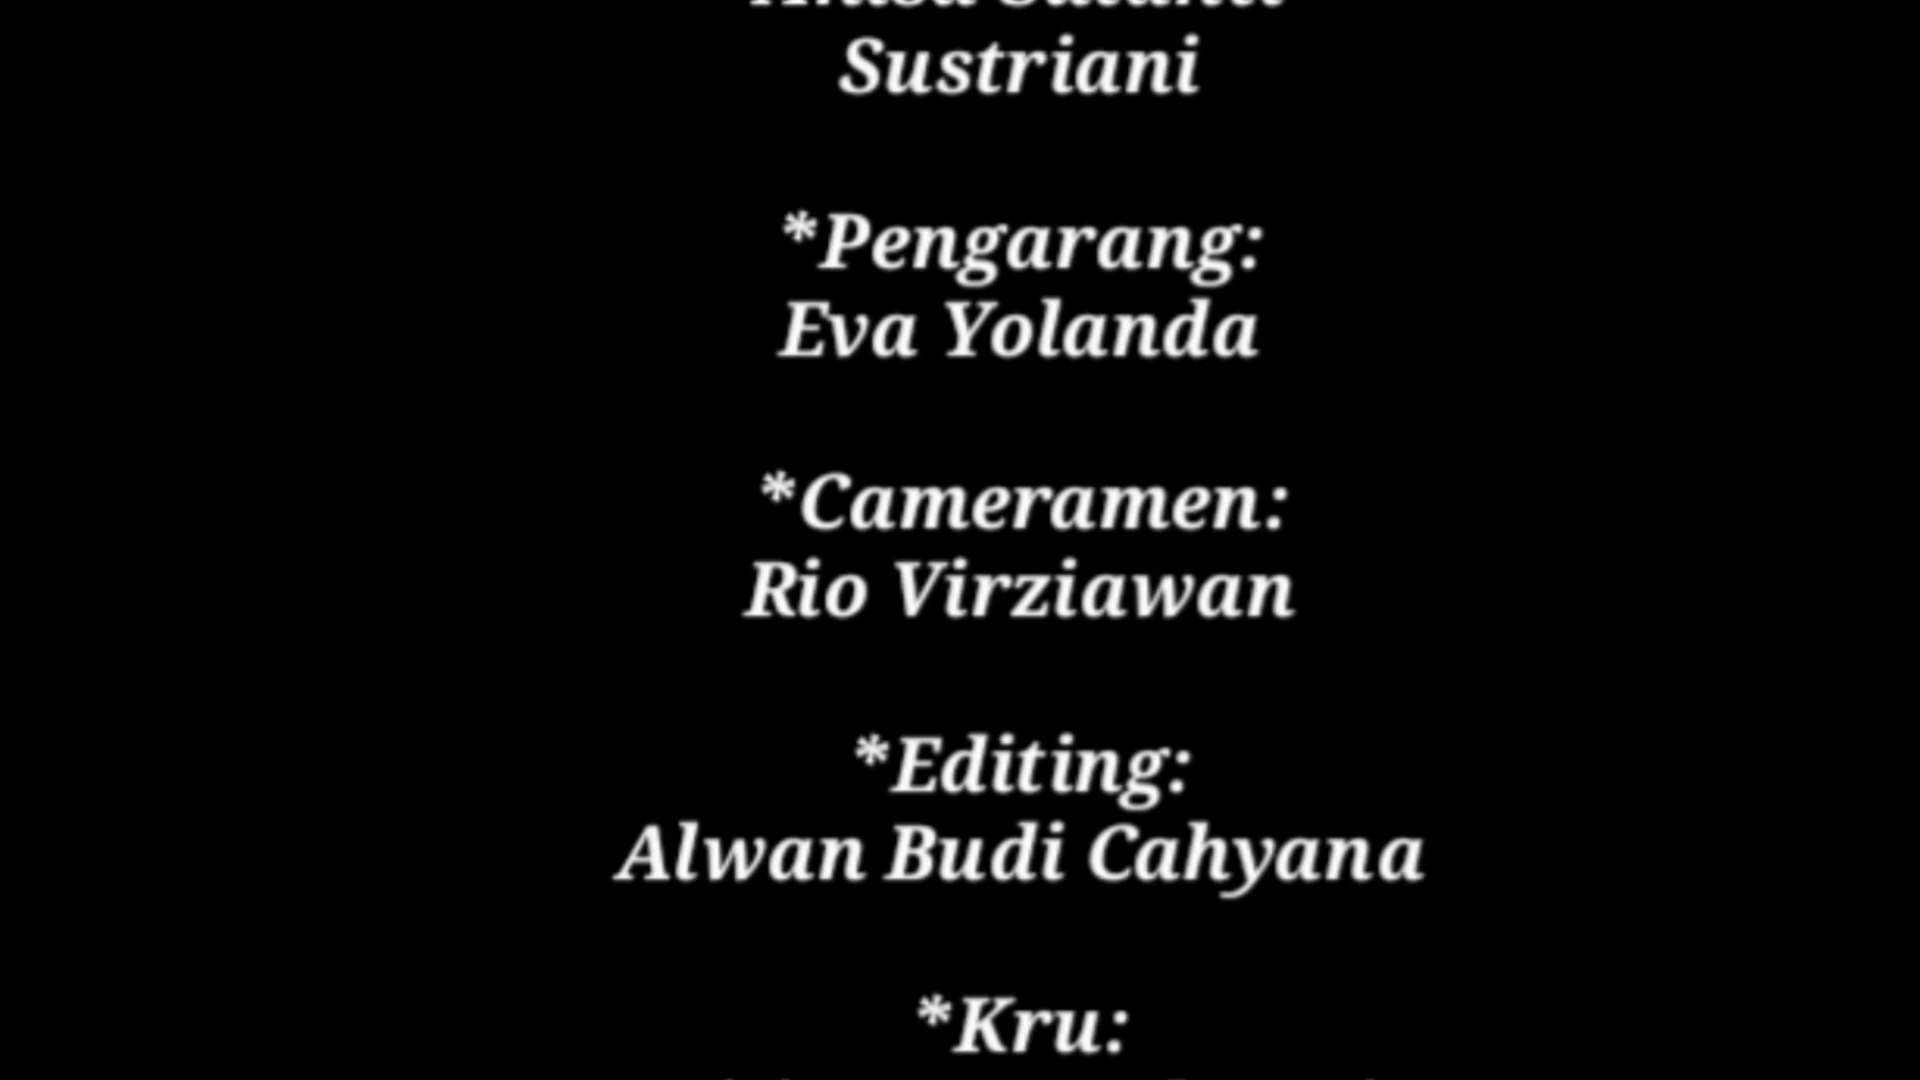 Sustriani
*Pengarang:
Eva Yolanda
*Cameramen:
Rio Virziawan
*Editing:
Alwan Budi Cahyana
*Kru: